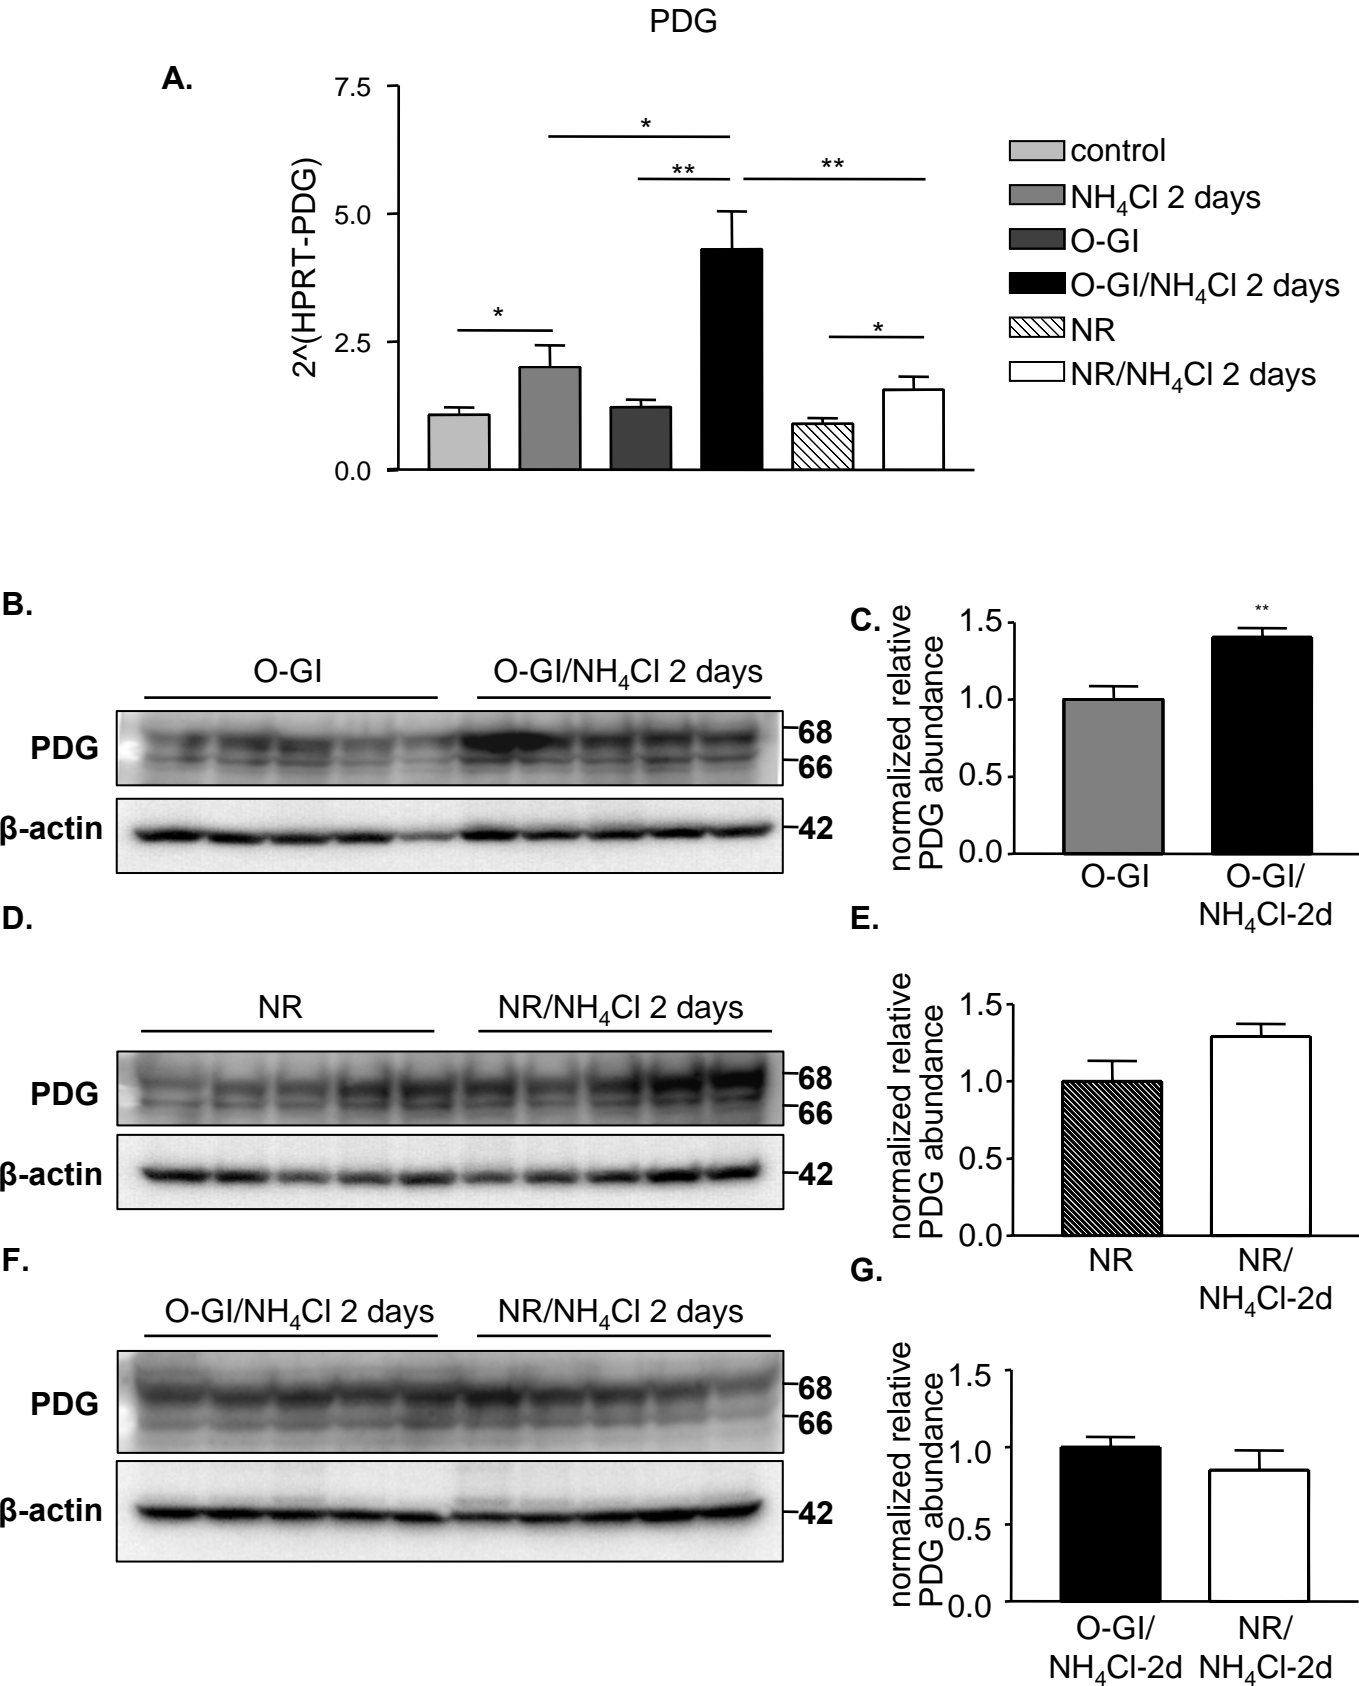 PDG
A.
7.5
5.0
2.5
0.0
2^(HPRT-PDG)
*
*
**
**
*
control
NH₄Cl 2 days
O-GI
O-GI/NH₄Cl 2 days
NR
NR/NH₄Cl 2 days
B.
O-GI
O-GI/NH₄Cl 2 days
PDG
68
66
β-actin
42
C.
normalized relative
PDG abundance
1.5
1.0
0.5
0.0
**
O-GI
O-GI/
NH₄Cl-2d
D.
NR
NR/NH₄Cl 2 days
PDG
68
66
β-actin
42
E.
normalized relative
PDG abundance
1.5
1.0
0.5
0.0
NR
NR/
NH₄Cl-2d
F.
O-GI/NH₄Cl 2 days
NR/NH₄Cl 2 days
PDG
68
66
β-actin
42
G.
normalized relative
PDG abundance
1.5
1.0
0.5
0.0
O-GI/
NH₄Cl-2d
NR/
NH₄Cl-2d